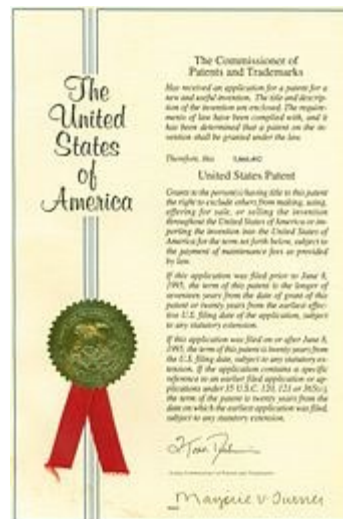 The
United
States
of
America
The Commissioner of
Patents and Trademarks
Has received an application for a patent for a
new and useful invention. The title and descrip-
tion of the invention are enclosed. The require-
ments of law have been complied with, and it
has been determined that a patent on the in-
vention shall be granted under the law.
Therefore, this
United States Patent
Grants to the person(s) having title to this patent
the right to exclude others from making, using,
offering for sale, or selling the invention
throughout the United States of America or im-
porting the invention into the United States of
America for the term set forth below, subject to
the payment of maintenance fees as provided
by law.
If this application was filed prior to June 8,
1995, the term of this patent is the longer of
seventeen years from the date of grant of this
patent or twenty years from the earliest effec-
tive U.S. filing date of the application, subject
to any statutory extension.
If this application was filed on or after June 8,
1995, the term of this patent is twenty years from
the U.S. filing date, subject to any statutory ex-
tension. If the application contains a specific
reference to an earlier filed application or ap-
plications under 35 U.S.C. 120, 121 or 365(c),
the term of the patent is twenty years from the
date on which the earliest application was filed,
subject to any statutory extension.
Commissioner of Patents and Trademarks
Marjorie V. Turner